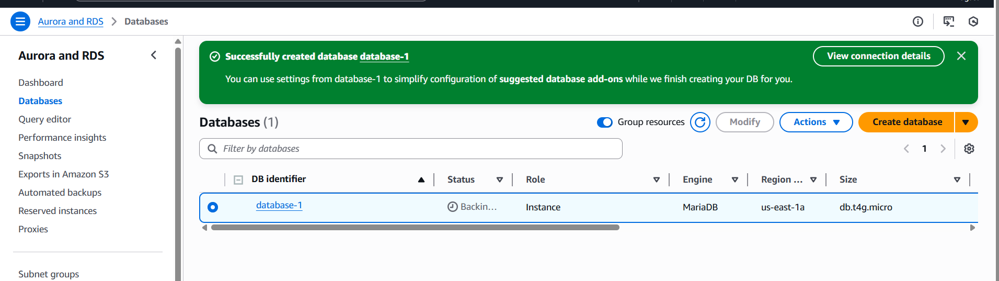 Aurora and RDS > Databases
Aurora and RDS
Dashboard
Databases
Query editor
Performance insights
Snapshots
Exports in Amazon S3
Automated backups
Reserved instances
Proxies
Subnet groups
Successfully created database database-1
View connection details
You can use settings from database-1 to simplify configuration of suggested database add-ons while we finish creating your DB for you.
Databases (1)
Group resources
Modify
Actions
Create database
Filter by databases
1
DB identifier Status Role Engine Region ... Size
database-1 Backin... Instance MariaDB us-east-1a db.t4g.micro